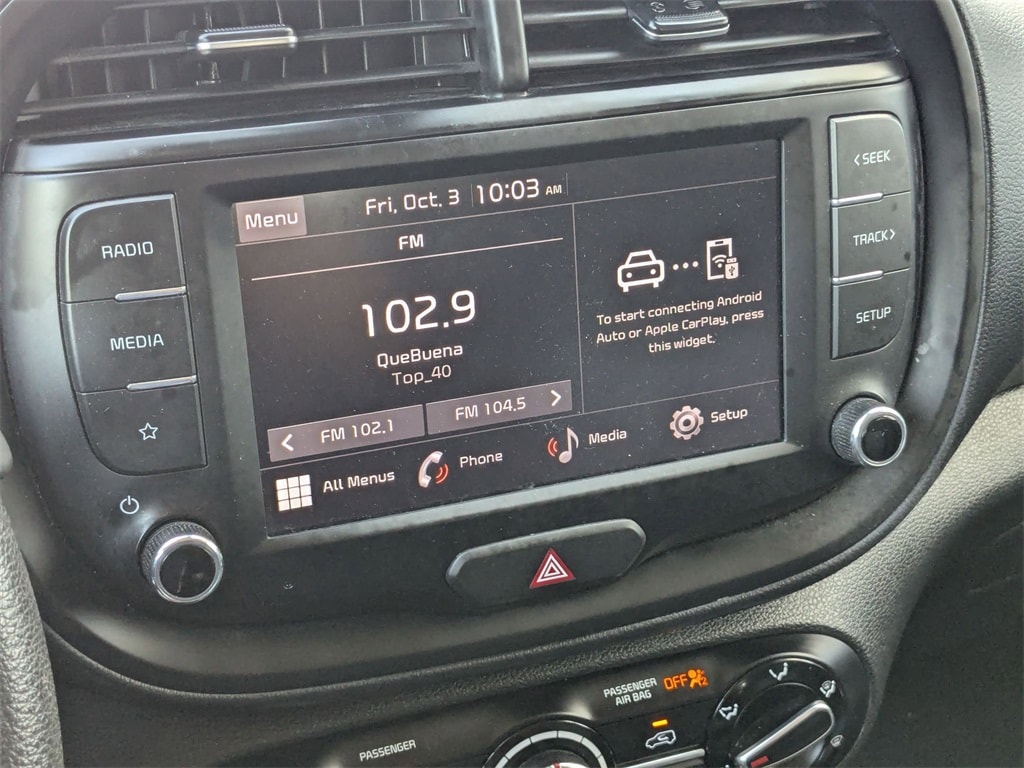 RADIO
MEDIA
Menu
Fri, Oct. 3 10:03 AM
FM
102.9
QueBuena
Top_40
< FM 102.1
FM 104.5 >
To start connecting Android
Auto or Apple CarPlay, press
this widget.
All Menus
Phone
Media
Setup
< SEEK
TRACK >
SETUP
PASSENGER
AIR BAG
OFF
2
PASSENGER